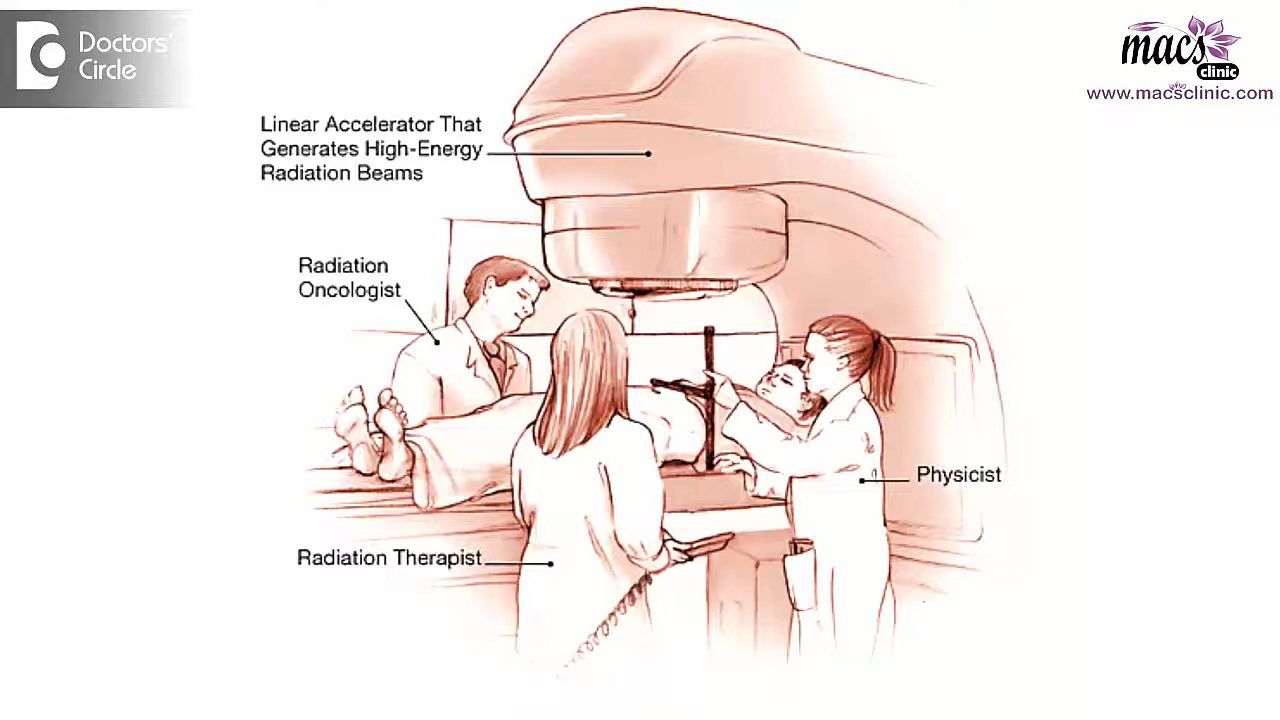 Doctors'
Circle
macs
clinic
www.macsclinic.com
Linear Accelerator That
Generates High-Energy
Radiation Beams
Radiation
Oncologist
Physicist
Radiation Therapist